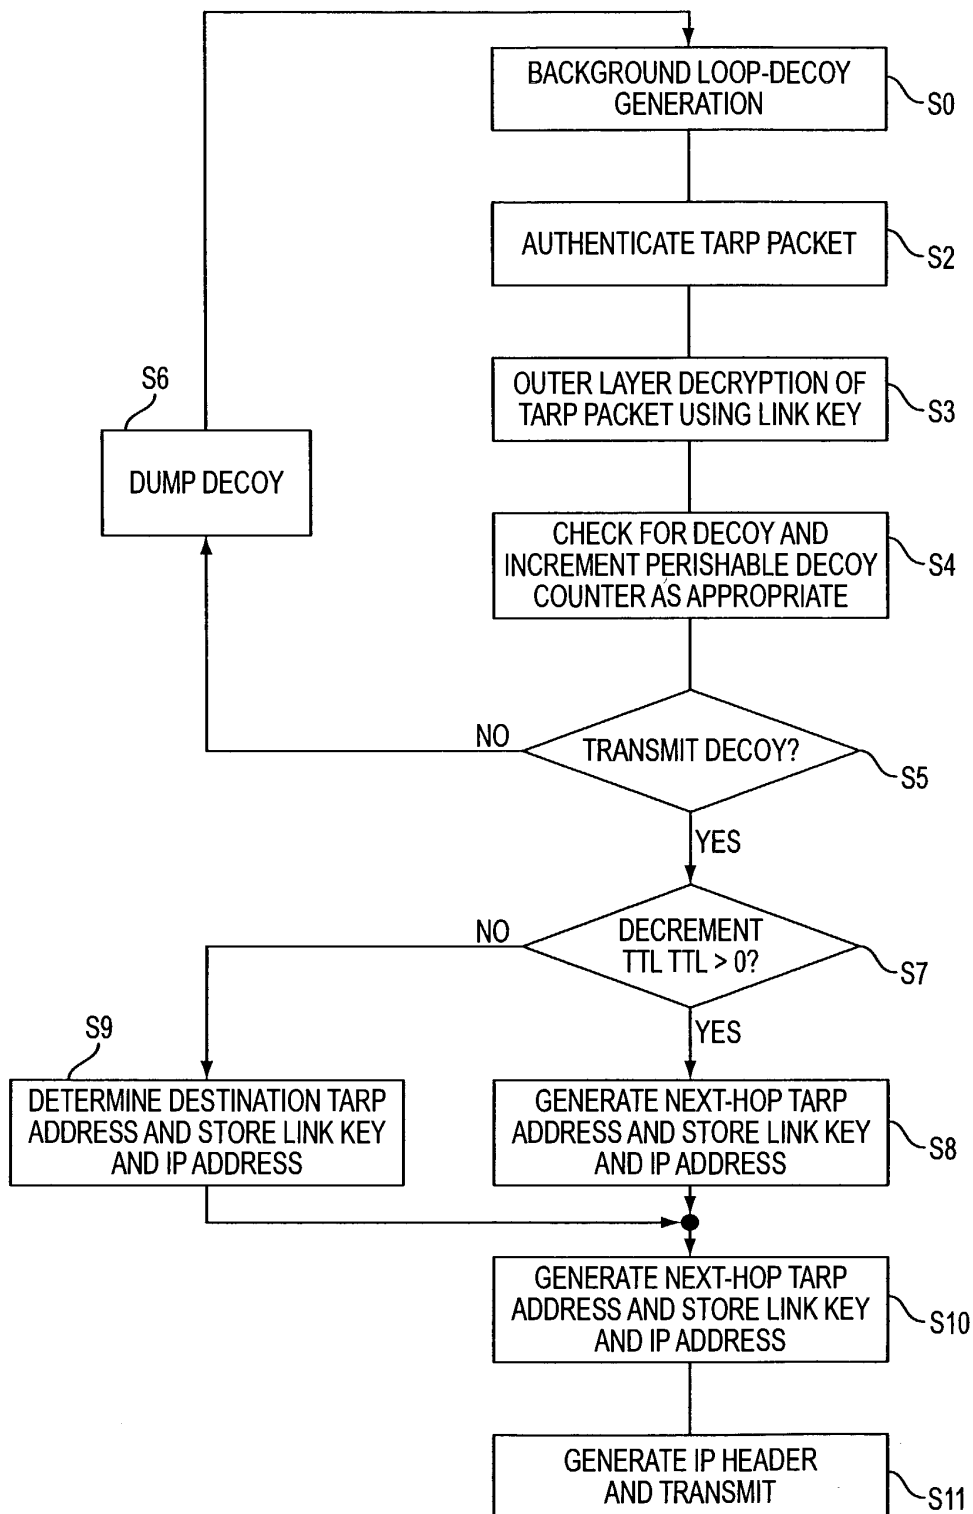 BACKGROUND LOOP-DECOY
GENERATION
S0
AUTHENTICATE TARP PACKET
S2
OUTER LAYER DECRYPTION OF
TARP PACKET USING LINK KEY
S3
S6
DUMP DECOY
CHECK FOR DECOY AND
INCREMENT PERISHABLE DECOY
COUNTER AS APPROPRIATE
S4
NO
TRANSMIT DECOY?
S5
YES
NO
DECREMENT
TTL TTL > 0?
S7
YES
S9
DETERMINE DESTINATION TARP
ADDRESS AND STORE LINK KEY
AND IP ADDRESS
GENERATE NEXT-HOP TARP
ADDRESS AND STORE LINK KEY
AND IP ADDRESS
S8
GENERATE NEXT-HOP TARP
ADDRESS AND STORE LINK KEY
AND IP ADDRESS
S10
GENERATE IP HEADER
AND TRANSMIT
S11